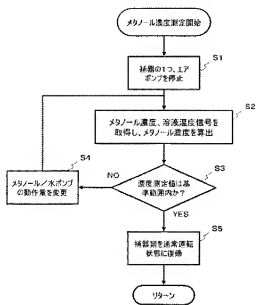 メタノール濃度測定開始
S1
補器の1つ、エア
ポンプを停止
S2
メタノール濃度、溶液温度信号を
取得し、メタノール濃度を算出
S4
メタノール/水ポンプ
の動作量を変更
NO
S3
濃度測定値は基
準範囲内か?
YES
S5
補器類を通常運転
状態に復帰
リターン